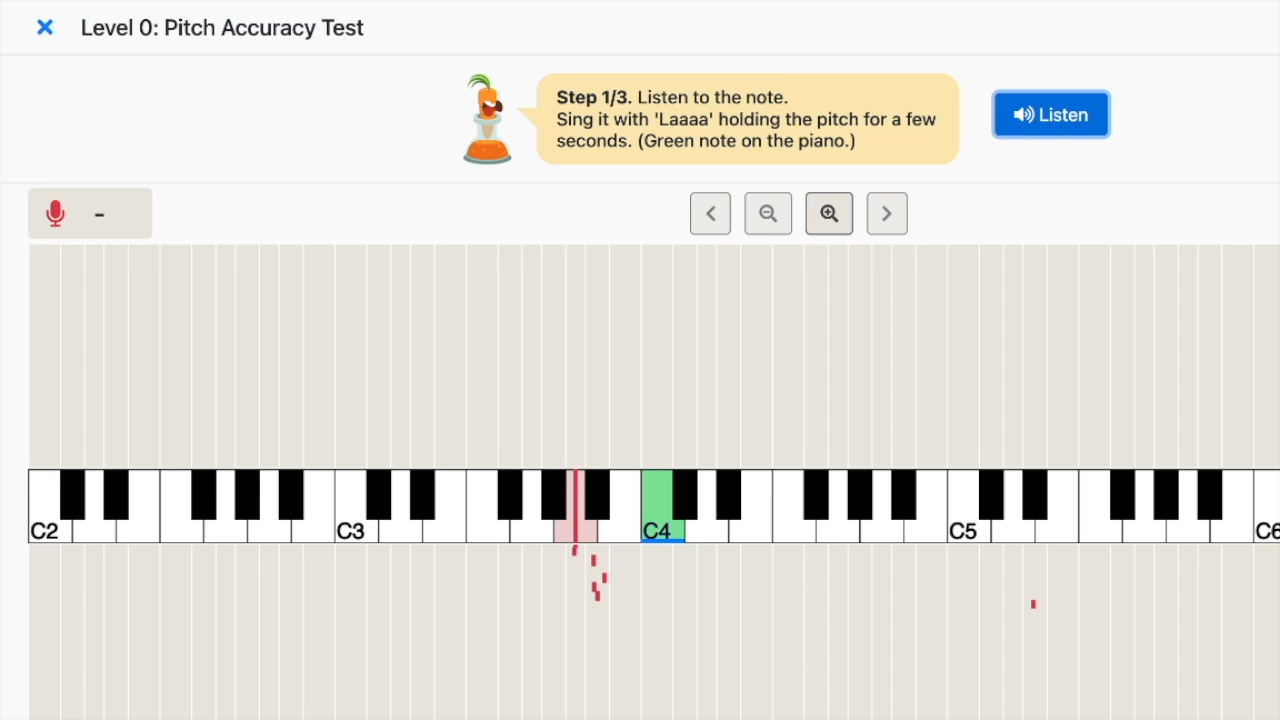 Level 0: Pitch Accuracy Test
Step 1/3. Listen to the note.
Sing it with 'Laaaa' holding the pitch for a few
seconds. (Green note on the piano.)
Listen
-
C2
C3
C4
C5
C6